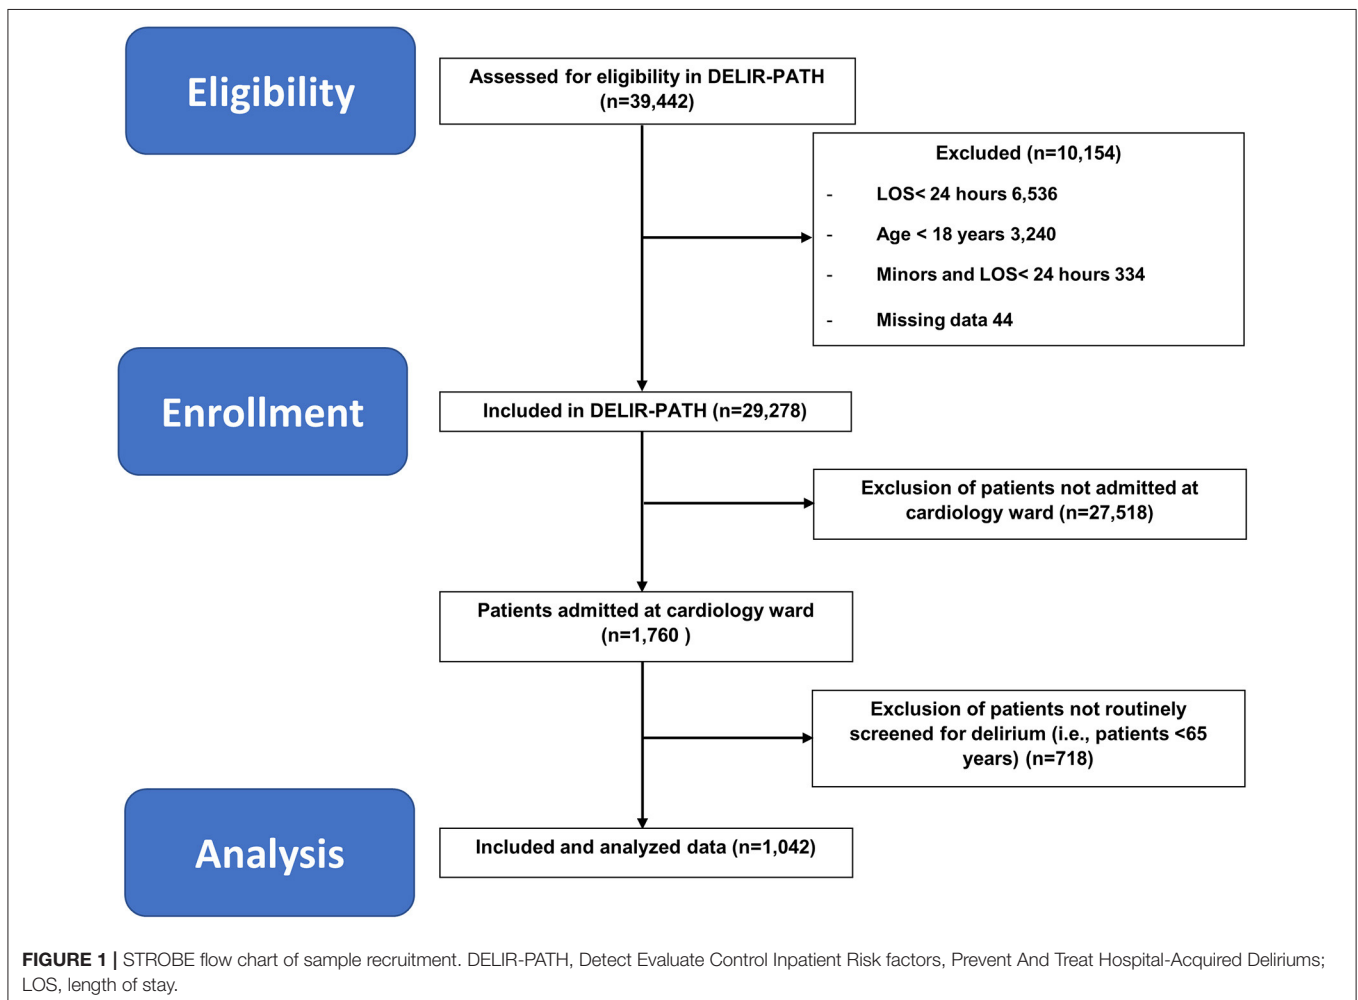 Eligibility
Assessed for eligibility in DELIR-PATH
(n=39,442)
Excluded (n=10,154)
- LOS< 24 hours 6,536
- Age < 18 years 3,240
- Minors and LOS< 24 hours 334
- Missing data 44
Enrollment
Included in DELIR-PATH (n=29,278)
Exclusion of patients not admitted at
cardiology ward (n=27,518)
Patients admitted at cardiology ward
(n=1,760 )
Exclusion of patients not routinely
screened for delirium (i.e., patients <65
years) (n=718)
Analysis
Included and analyzed data (n=1,042)
FIGURE 1 | STROBE flow chart of sample recruitment. DELIR-PATH, Detect Evaluate Control Inpatient Risk factors, Prevent And Treat Hospital-Acquired Deliriums;
LOS, length of stay.